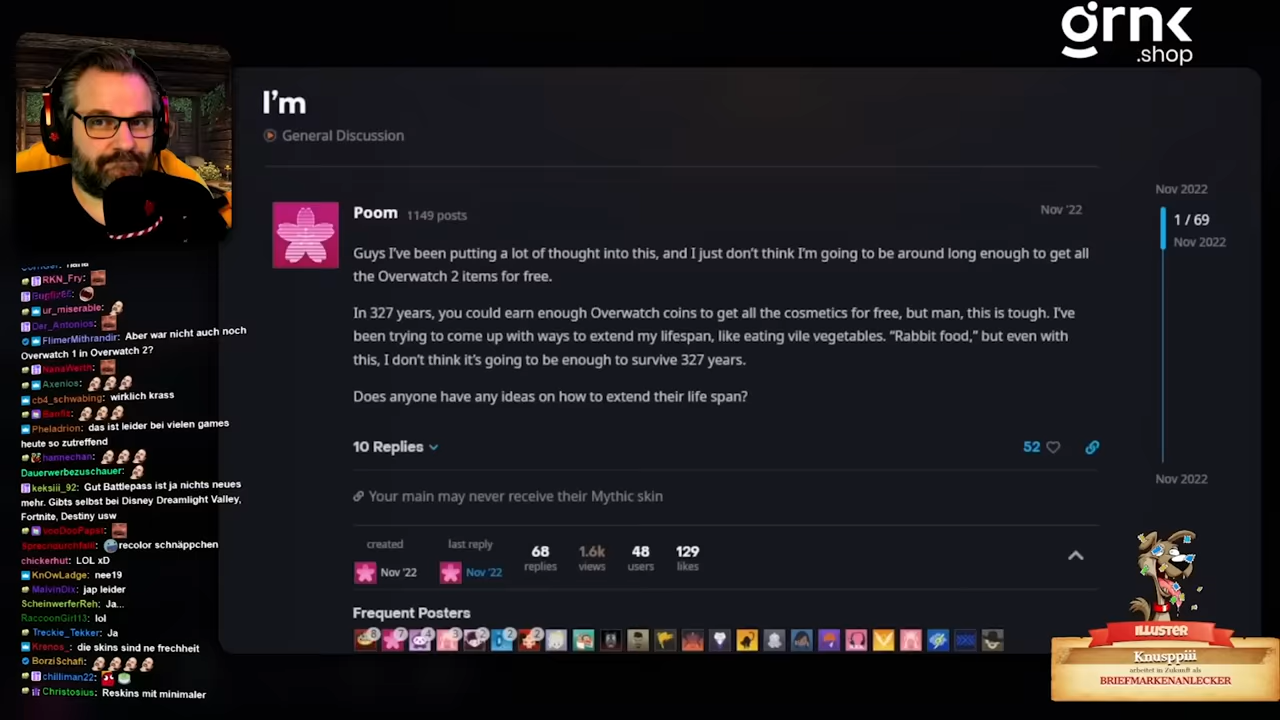 grnk
.shop
I'm
General Discussion
Poom 1149 posts
Nov '22
Guys I've been putting a lot of thought into this, and I just don't think I'm going to be around long enough to get all
the Overwatch 2 items for free.
In 327 years, you could earn enough Overwatch coins to get all the cosmetics for free, but man, this is tough. I've
been trying to come up with ways to extend my lifespan, like eating vile vegetables. “Rabbit food,” but even with
this, I don't think it's going to be enough to survive 327 years.
Does anyone have any ideas on how to extend their life span?
10 Replies
52
Your main may never receive their Mythic skin
created
last reply
68
1.6k
48
129
Nov '22
Nov '22
replies
views
users
likes
Frequent Posters
Nov 2022
1 / 69
Nov 2022
Nov 2022
RKN_Fry:
ur_miserable:
Der_Antonios:
FlimerMithrandir: Aber war nicht auch noch
Overwatch 1 in Overwatch 2?
NanaWerth:
Axenios:
cb4_schwabing: wirklich krass
Banfiz:
Pheladrion: das ist leider bei vielen games
heute so zutreffend
hannechan:
Dauerwerbezuschauer:
keksiii_92: Gut Battlepass ist ja nichts neues
mehr. Gibts selbst bei Disney Dreamlight Valley,
Fortnite, Destiny usw
VooDooPapst:
recolor schnäppchen
chickerhut: LOL xD
KnOwLadge: nee19
MalvinDix: jap leider
ScheinwerferReh: Ja...
RaccoonGirl13: lol
Treckie_Tekker: Ja
Krenos_: die skins sind ne frechheit
BorziSchafi:
chilliman22:
Christosius: Reskins mit minimaler
ILLUSTER
Knusppiii
arbeitet in Zukunft als
BRIEFMARKENANLECKER